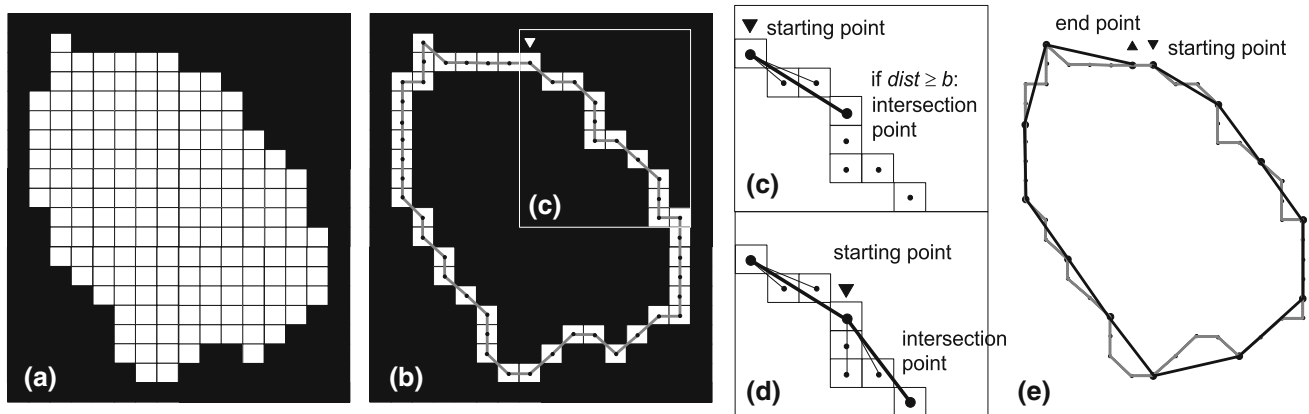 (a)
(b)
(c)
starting point
if dist ≥ b:
intersection
point
(c)
starting point
intersection
point
(d)
end point
starting point
(e)